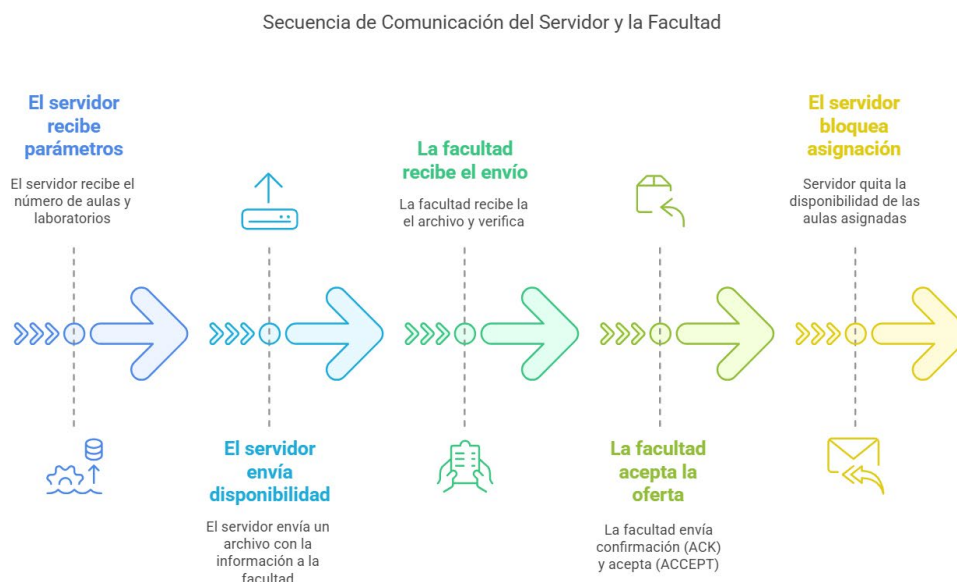 Secuencia de Comunicación del Servidor y la Facultad
El servidor
recibe
parámetros
El servidor recibe el
número de aulas y
laboratorios
El servidor
envía
disponibilidad
El servidor envía un
archivo con la
información a la
facultad
La facultad
recibe el envío
La facultad recibe la
el archivo y verifica
La facultad
acepta la
oferta
La facultad envía
confirmación (ACK)
y acepta (ACCEPT)
El servidor
bloquea
asignación
Servidor quita la
disponibilidad de las
aulas asignadas